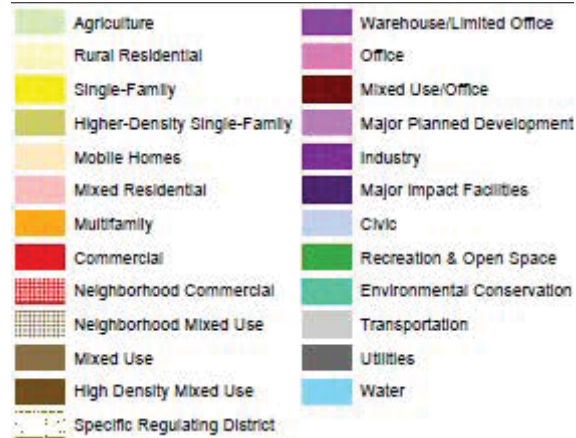 Agriculture
Rural Residential
Single-Family
Higher-Density Single-Family
Mobile Homes
Mixed Residential
Multifamily
Commercial
Neighborhood Commercial
Neighborhood Mixed Use
Mixed Use
High Density Mixed Use
Specific Regulating District
Warehouse/Limited Office
Office
Mixed Use/Office
Major Planned Development
Industry
Major Impact Facilities
Civic
Recreation & Open Space
Environmental Conservation
Transportation
Utilities
Water